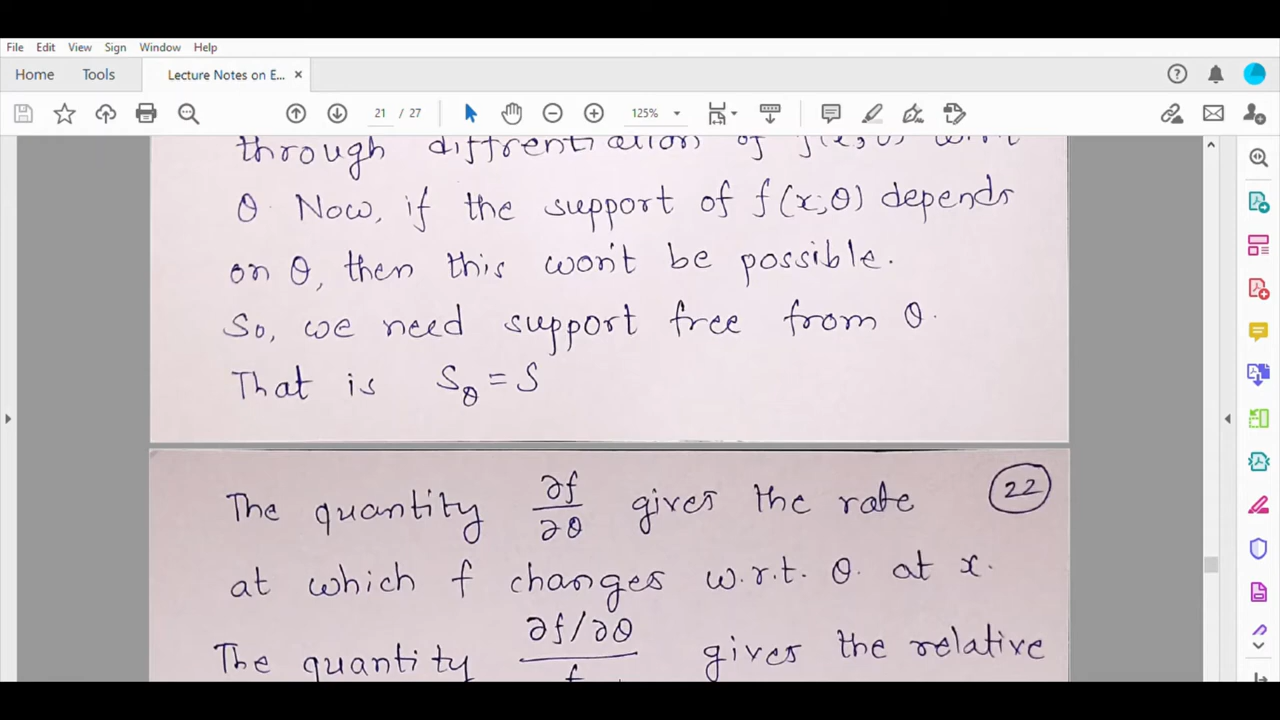 File Edit View Sign Window Help
Home Tools Lecture Notes on E... ×
21 / 27 125%
through diffrentiation of f(x;θ) w.r.t
θ. Now, if the support of f(x;θ) depends
on θ, then this won't be possible.
So, we need support free from θ.
That is S_θ = S
22
The quantity ∂f/∂θ gives the rate
at which f changes w.r.t. θ at x.
The quantity (∂f/∂θ)/f gives the relative